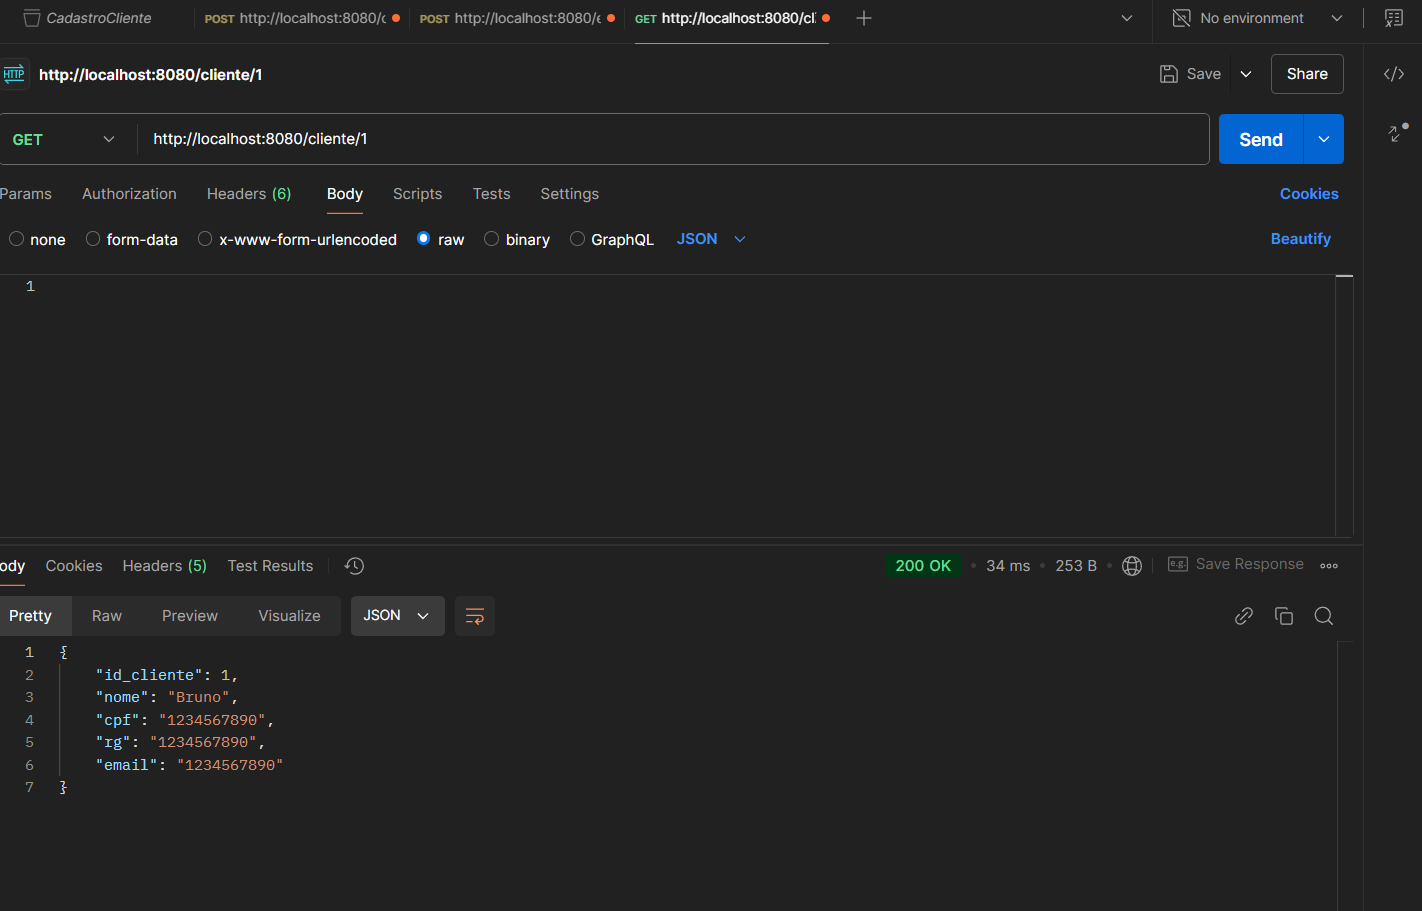 CadastroCliente POST http://localhost:8080/c POST http://localhost:8080/e GET http://localhost:8080/cl No environment
HTTP http://localhost:8080/cliente/1 Save Share
GET http://localhost:8080/cliente/1 Send
Params Authorization Headers (6) Body Scripts Tests Settings Cookies
none form-data x-www-form-urlencoded raw binary GraphQL JSON Beautify
1
ody Cookies Headers (5) Test Results 200 OK 34 ms 253 B e.g. Save Response
Pretty Raw Preview Visualize JSON
1 {
2 "id_cliente": 1,
3 "nome": "Bruno",
4 "cpf": "1234567890",
5 "rg": "1234567890",
6 "email": "1234567890"
7 }